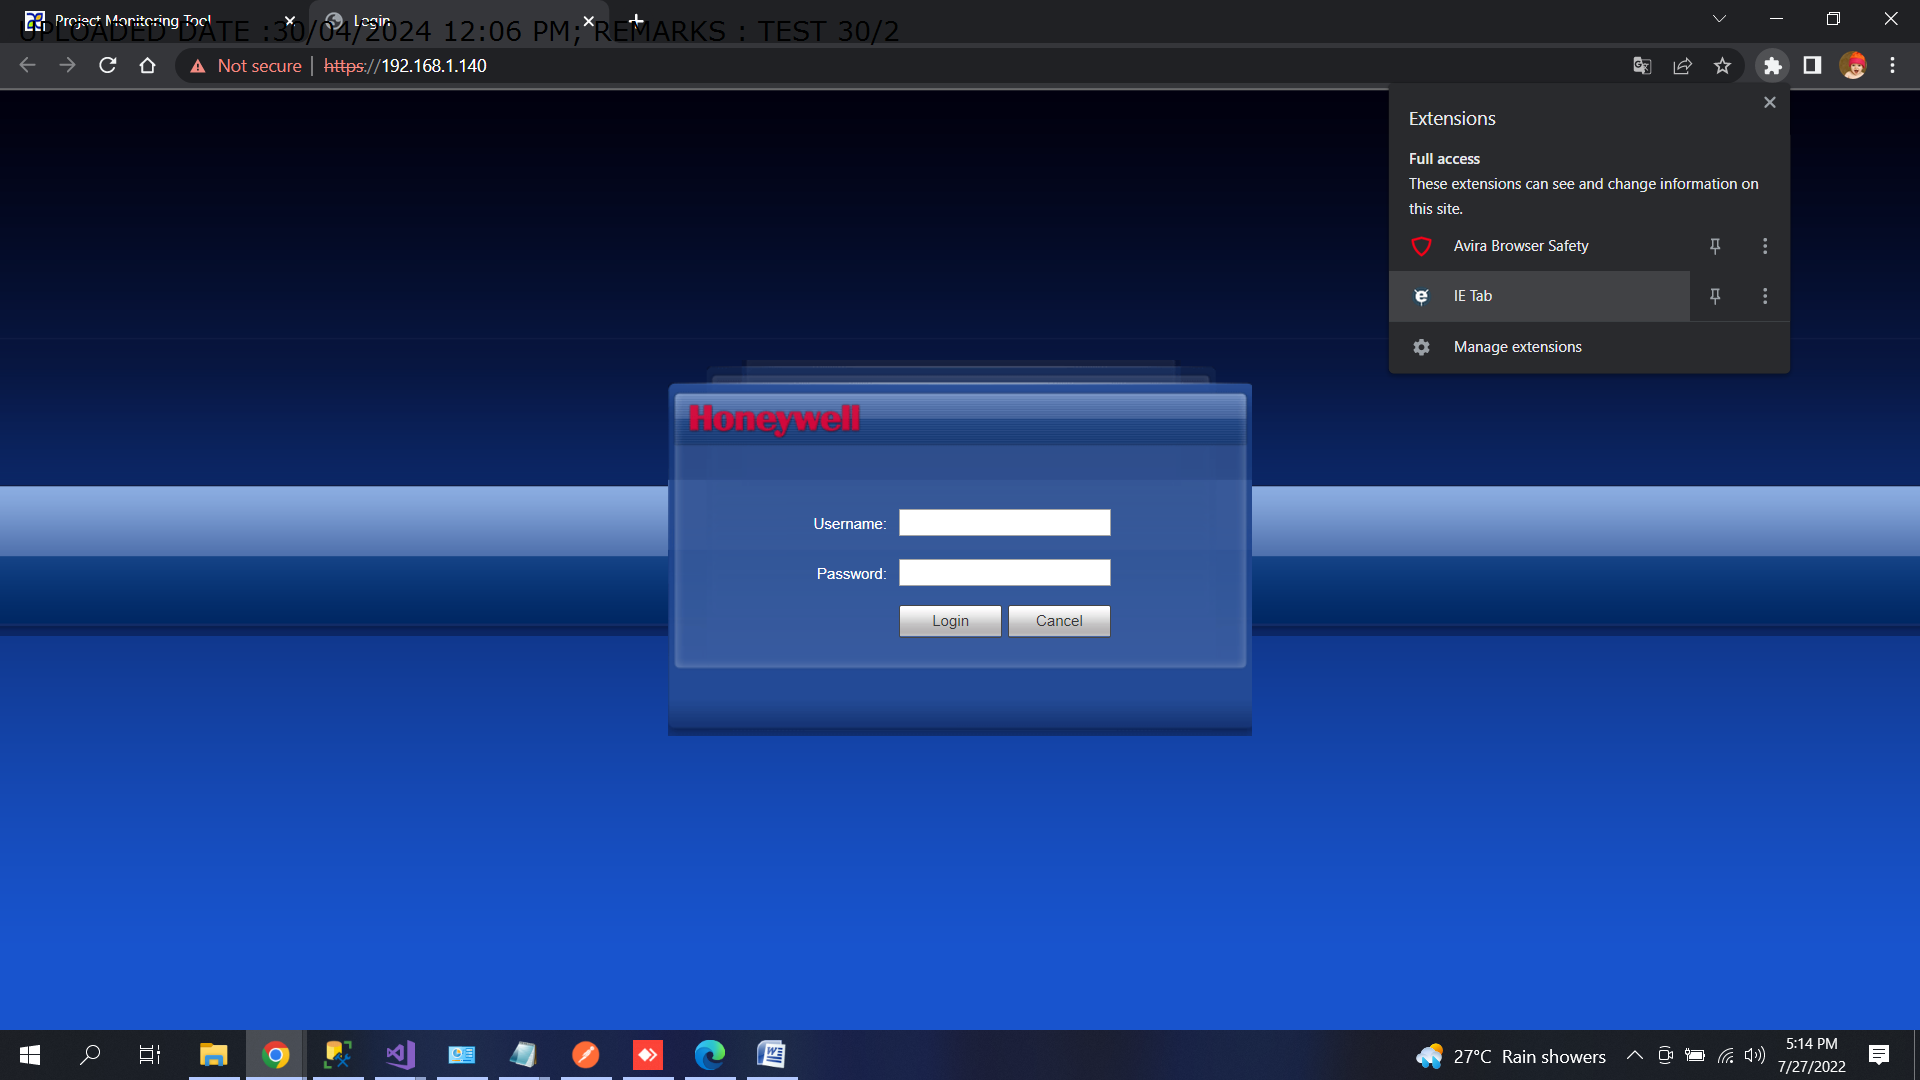 Project Monitoring Tool
Login
UPLOADED DATE :30/04/2024 12:06 PM; REMARKS : TEST 30/2
Not secure
https://192.168.1.140
Extensions
Full access
These extensions can see and change information on
this site.
Avira Browser Safety
IE Tab
Manage extensions
Honeywell
Username:
Password:
Login
Cancel
27°C Rain showers
5:14 PM
7/27/2022